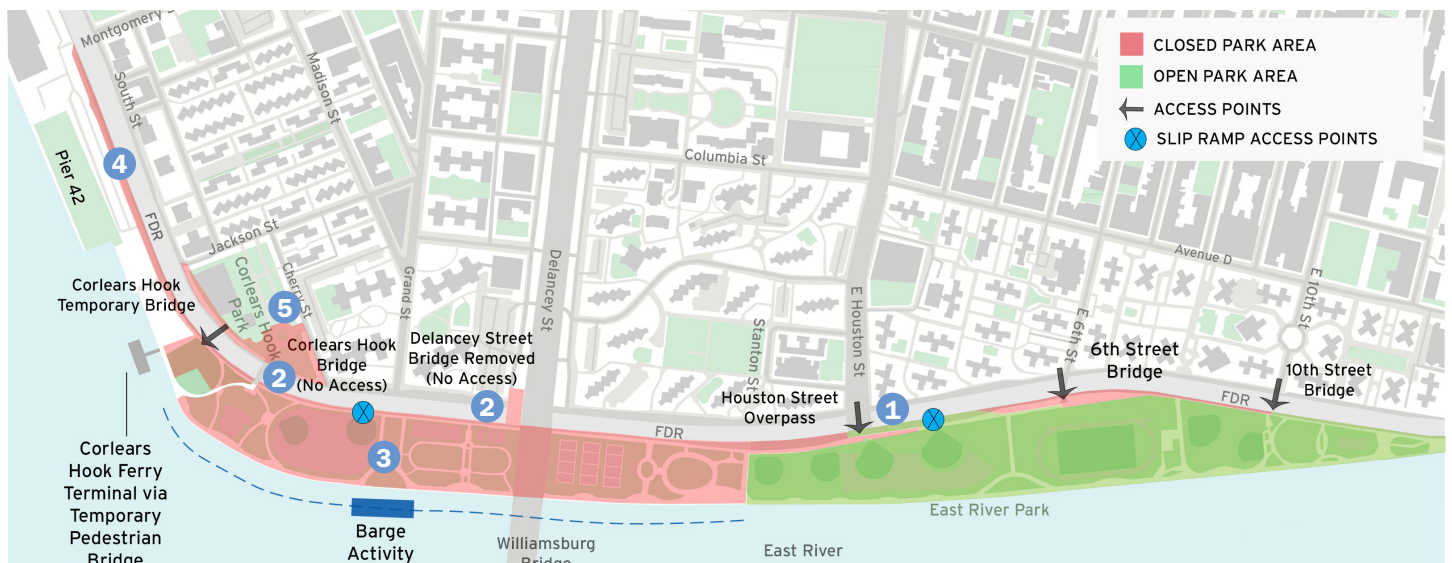 Montgomery S
South St
Madison St
Pier 42
4
FDR
Jackson St
Cherry St
Corlears Hook
Park
5
Corlears Hook
Temporary Bridge
Grand St
Delancey St
Columbia St
Corlears Hook
Bridge
(No Access)
2
Delancey Street
Bridge Removed
(No Access)
2
3
FDR
Stanton St
E Houston St
Houston Street
Overpass
1
E 6th St
6th Street
Bridge
Avenue D
E 10th St
10th Street
Bridge
FDR
East River Park
East River
Williamsburg
Bridge
Barge
Activity
Corlears
Hook Ferry
Terminal via
Temporary
Pedestrian
Bridge
CLOSED PARK AREA
OPEN PARK AREA
ACCESS POINTS
SLIP RAMP ACCESS POINTS